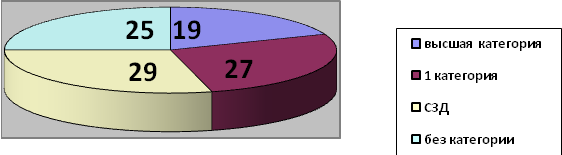 25 19
29 27
высшая категория
1 категория
СЗД
без категории